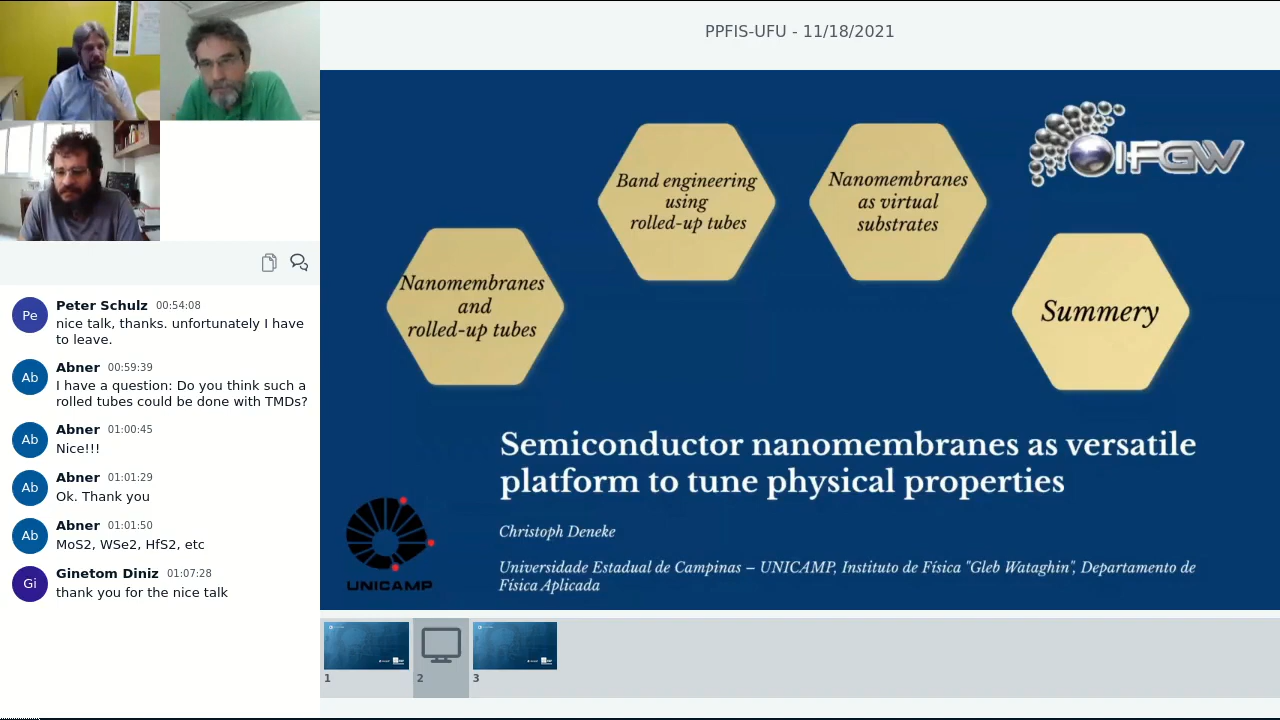 PPFIS-UFU - 11/18/2021
Pe
Peter Schulz 00:54:08
nice talk, thanks. unfortunately I have
to leave.
Ab
Abner 00:59:39
I have a question: Do you think such a
rolled tubes could be done with TMDs?
Ab
Abner 01:00:45
Nice!!!
Ab
Abner 01:01:29
Ok. Thank you
Ab
Abner 01:01:50
MoS2, WSe2, HfS2, etc
Gi
Ginetom Diniz 01:07:28
thank you for the nice talk
Nanomembranes
and
rolled-up tubes
Band engineering
using
rolled-up tubes
Nanomembranes
as virtual
substrates
IFGW
Summery
Semiconductor nanomembranes as versatile
platform to tune physical properties
Christoph Deneke
Universidade Estadual de Campinas – UNICAMP, Instituto de Física "Gleb Wataghin", Departamento de
Física Aplicada
UNICAMP
1
2
3